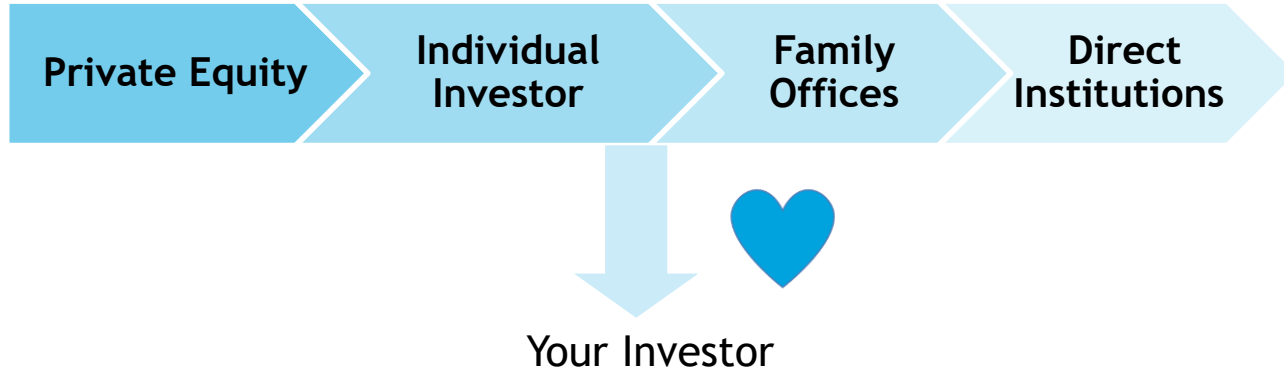 Private Equity
Individual
Investor
Family
Offices
Direct
Institutions
Your Investor